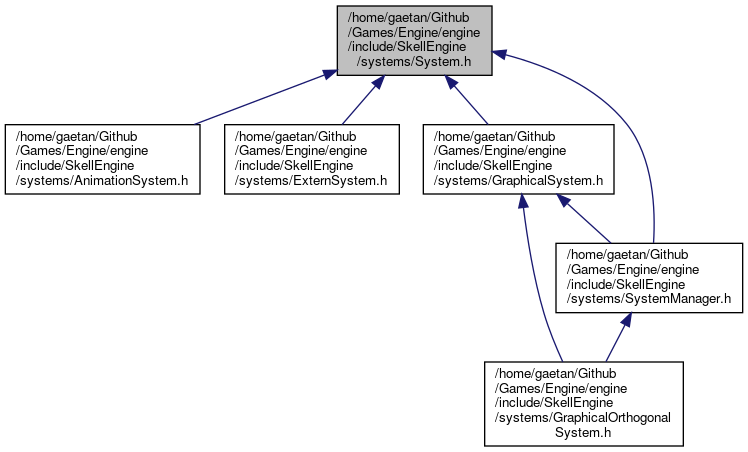 /home/gaetan/Github
/Games/Engine/engine
/include/SkellEngine
/systems/System.h
/home/gaetan/Github
/Games/Engine/engine
/include/SkellEngine
/systems/AnimationSystem.h
/home/gaetan/Github
/Games/Engine/engine
/include/SkellEngine
/systems/ExternSystem.h
/home/gaetan/Github
/Games/Engine/engine
/include/SkellEngine
/systems/GraphicalSystem.h
/home/gaetan/Github
/Games/Engine/engine
/include/SkellEngine
/systems/SystemManager.h
/home/gaetan/Github
/Games/Engine/engine
/include/SkellEngine
/systems/GraphicalOrthogonal
System.h